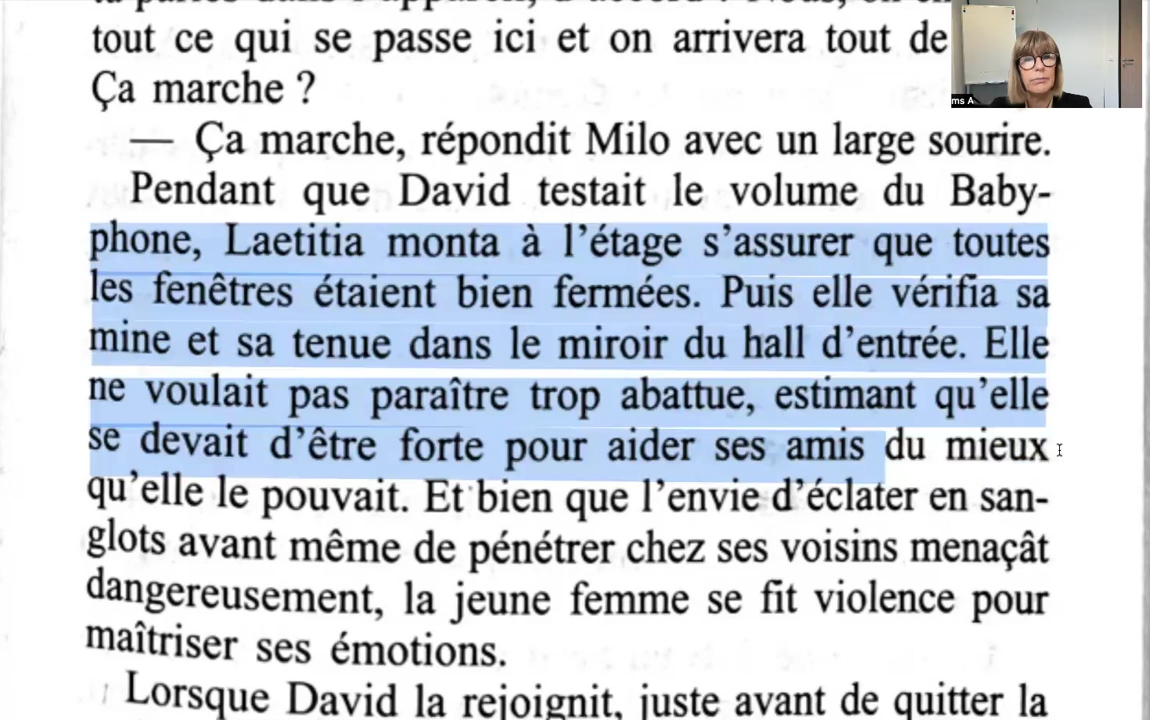 tout ce qui se passe ici et on arrivera tout de
Ça marche ?
— Ça marche, répondit Milo avec un large sourire.
Pendant que David testait le volume du Baby-
phone, Laetitia monta à l’étage s’assurer que toutes
les fenêtres étaient bien fermées. Puis elle vérifia sa
mine et sa tenue dans le miroir du hall d’entrée. Elle
ne voulait pas paraître trop abattue, estimant qu’elle
se devait d’être forte pour aider ses amis du mieux
qu’elle le pouvait. Et bien que l’envie d’éclater en san-
glots avant même de pénétrer chez ses voisins menaçât
dangereusement, la jeune femme se fit violence pour
maîtriser ses émotions.
Lorsque David la rejoignit, juste avant de quitter la
ms A